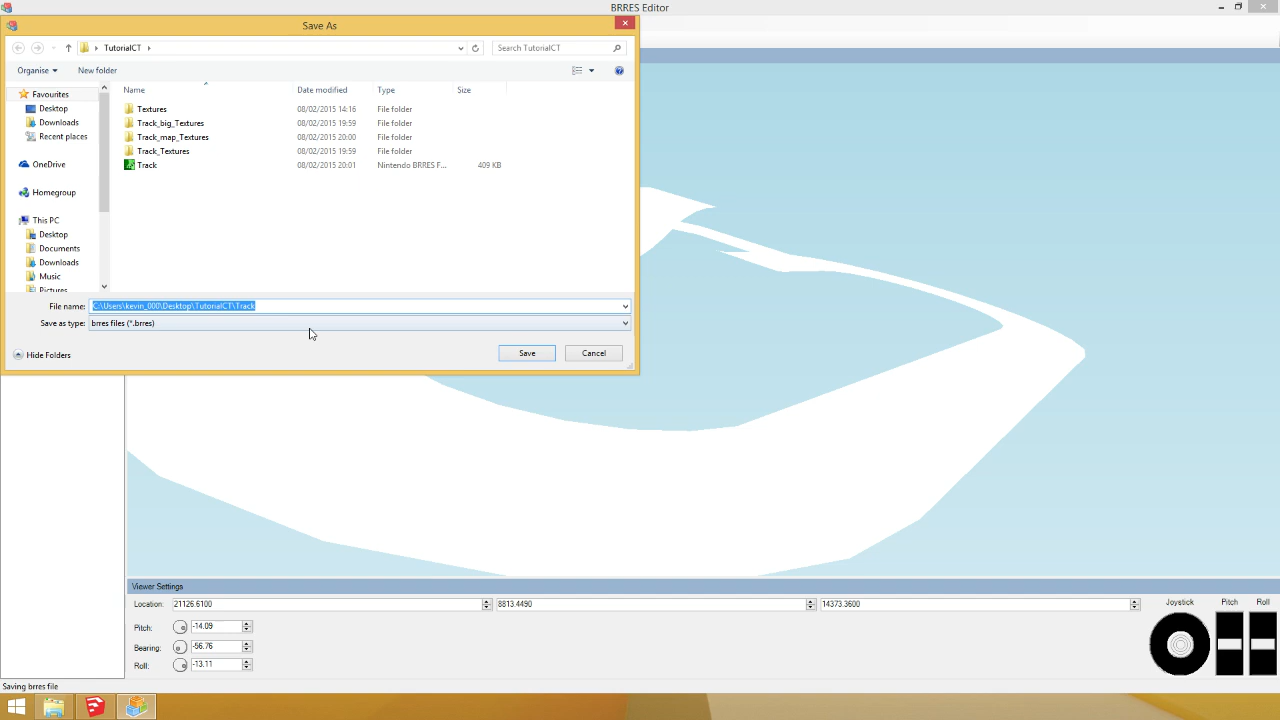 BRRES Editor
Save As
TutorialCT
Search TutorialCT
Organise
New folder
Name
Date modified
Type
Size
Favourites
Desktop
Downloads
Recent places
OneDrive
Homegroup
This PC
Desktop
Documents
Downloads
Music
Pictures
Textures 08/02/2015 14:16 File folder
Track_big_Textures 08/02/2015 19:59 File folder
Track_map_Textures 08/02/2015 20:00 File folder
Track_Textures 08/02/2015 19:59 File folder
Track 08/02/2015 20:01 Nintendo BRRES F... 409 KB
File name: C:\Users\kevin_000\Desktop\TutorialCT\Track
Save as type: brres files (*.brres)
Hide Folders
Save
Cancel
Viewer Settings
Location: 21126.6100 8813.4490 14373.3600
Joystick Pitch Roll
Pitch: -14.09
Bearing: -56.76
Roll: -13.11
Saving brres file